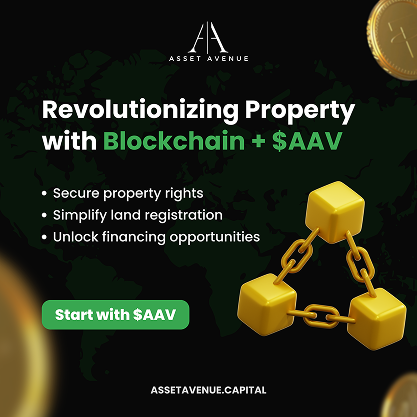 ASSET AVENUE
Revolutionizing Property
with Blockchain + $AAV
• Secure property rights
• Simplify land registration
• Unlock financing opportunities
Start with $AAV
ASSETAVENUE.CAPITAL